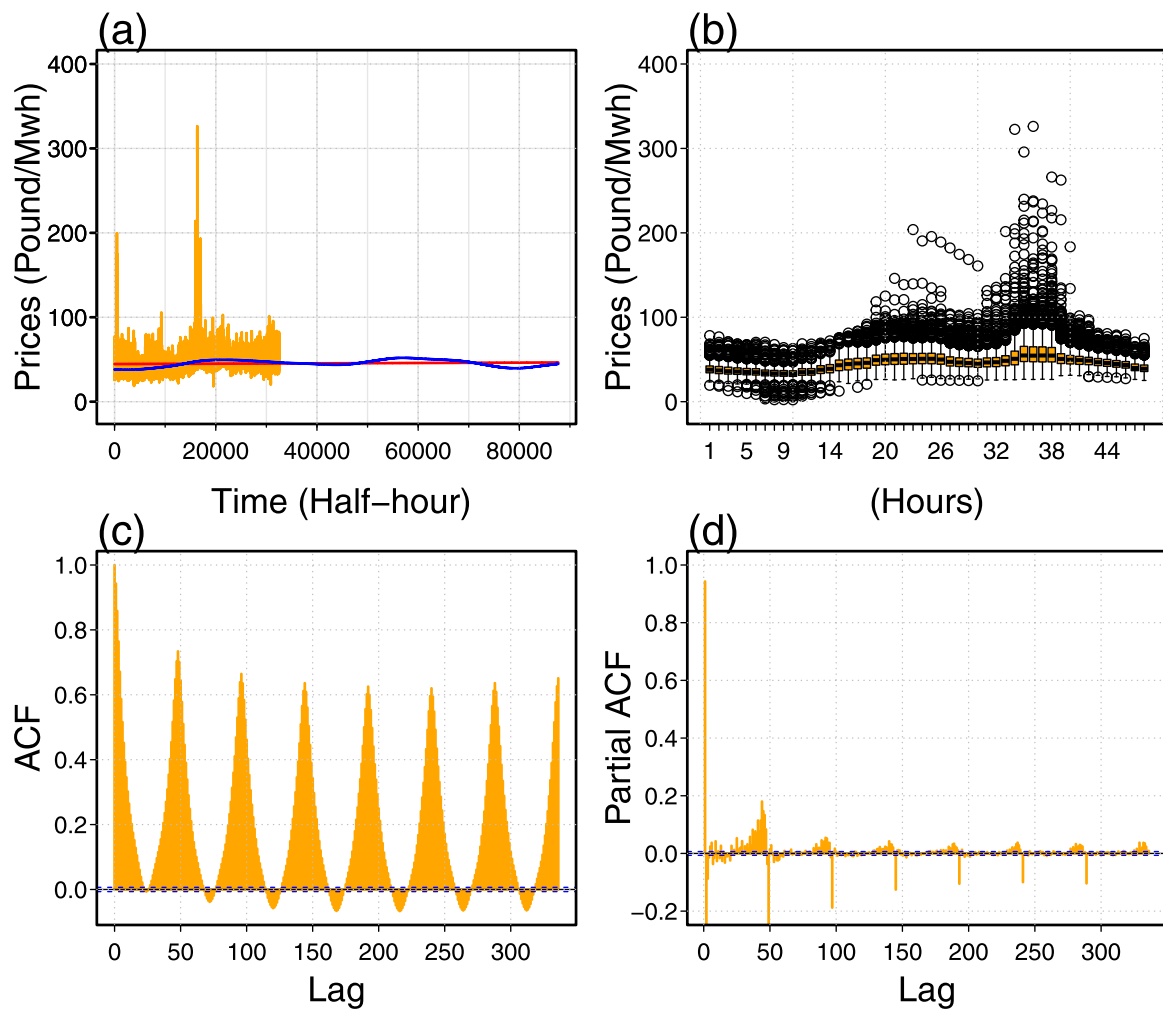 (a)
Prices (Pound/Mwh)
400
300
200
100
0
0 20000 40000 60000 80000
Time (Half−hour)
(b)
Prices (Pound/Mwh)
400
300
200
100
0
1 5 9 14 20 26 32 38 44
(Hours)
(c)
ACF
1.0
0.8
0.6
0.4
0.2
0.0
0 50 100 150 200 250 300
Lag
(d)
Partial ACF
1.0
0.8
0.6
0.4
0.2
0.0
−0.2
0 50 100 150 200 250 300
Lag